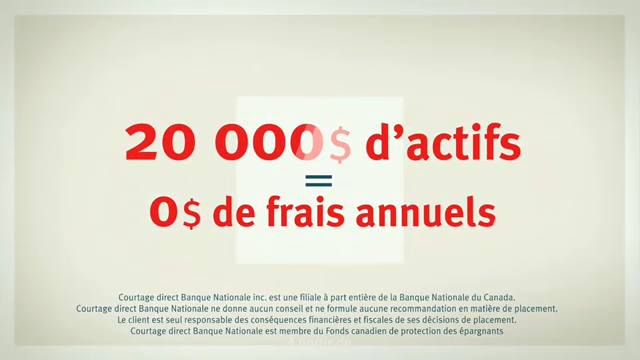 20 000$ d'actifs
=
0$ de frais annuels
Courtage direct Banque Nationale inc. est une filiale à part entière de la Banque Nationale du Canada.
Courtage direct Banque Nationale ne donne aucun conseil et ne formule aucune recommandation en matière de placement.
Le client est seul responsable des conséquences financières et fiscales de ses décisions de placement.
Courtage direct Banque Nationale est membre du Fonds canadien de protection des épargnants
à partir de